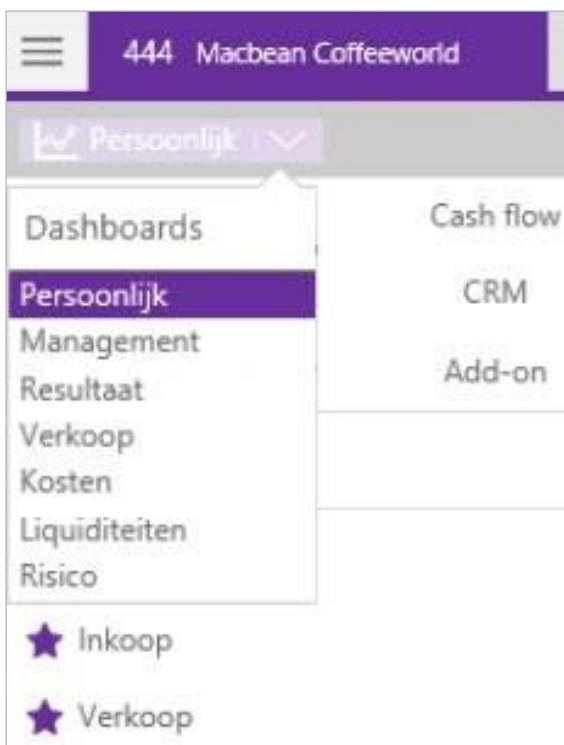 444 Macbean Coffeeworld
Persoonlijk
Dashboards
Persoonlijk
Management
Resultaat
Verkoop
Kosten
Liquiditeiten
Risico
Cash flow
CRM
Add-on
Inkoop
Verkoop